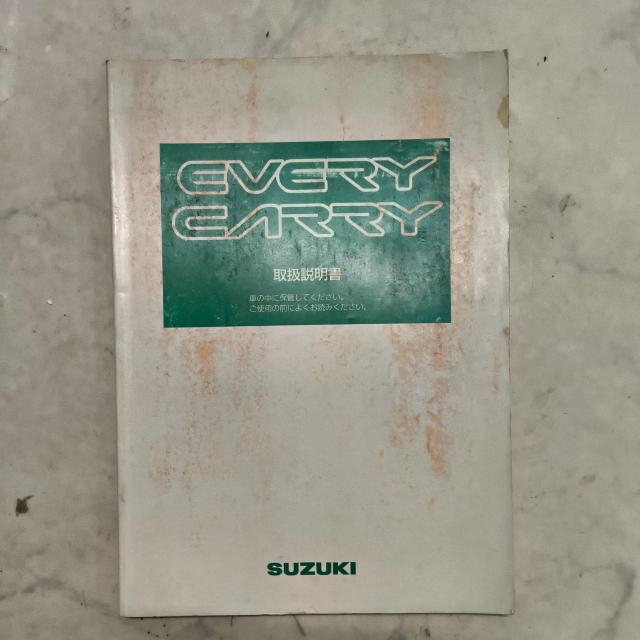 EVERY
CARRY
取扱説明書
車の中に保管してください。
ご使用の前によくお読みください。
SUZUKI